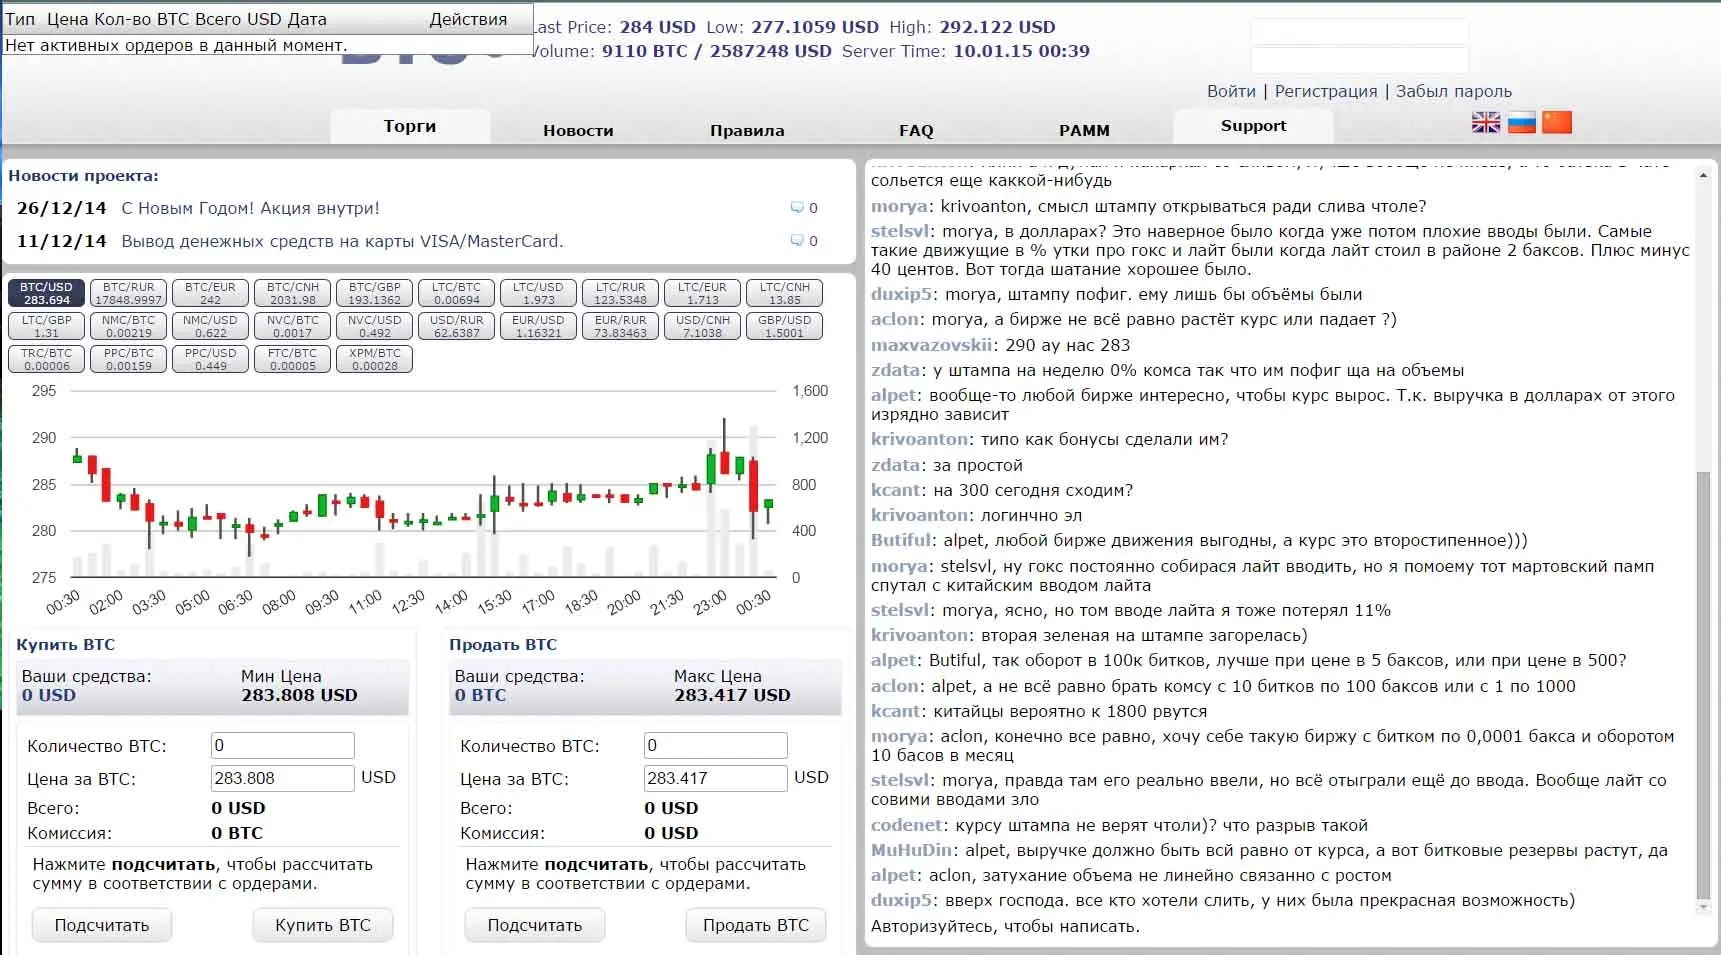 Тип Цена Кол-во BTC Всего USD Дата Действия
Нет активных ордеров в данный момент.
Last Price: 284 USD Low: 277.1059 USD High: 292.122 USD
Volume: 9110 BTC / 2587248 USD Server Time: 10.01.15 00:39
Войти | Регистрация | Забыл пароль
Торги Новости Правила FAQ PAMM Support
Новости проекта:
26/12/14 С Новым Годом! Акция внутри! 0
11/12/14 Вывод денежных средств на карты VISA/MasterCard. 0
BTC/USD BTC/RUR BTC/EUR BTC/CNH BTC/GBP LTC/BTC LTC/USD LTC/RUR LTC/EUR LTC/CNH
283.694 17848.9997 242 2031.98 193.1362 0.00694 1.973 123.5348 1.713 13.85
LTC/GBP NMC/BTC NMC/USD NVC/BTC NVC/USD USD/RUR EUR/USD EUR/RUR USD/CNH GBP/USD
1.31 0.00219 0.622 0.0017 0.492 62.6387 1.16321 73.83463 7.1038 1.5001
TRC/BTC PPC/BTC PPC/USD FTC/BTC XPM/BTC
0.00006 0.00159 0.449 0.00005 0.00028
295 1,600
290 1,200
285 800
280 400
275 0
00:30 02:00 03:30 05:00 06:30 08:00 09:30 11:00 12:30 14:00 15:30 17:00 18:30 20:00 21:30 23:00 00:30
Купить BTC
Ваши средства: Мин Цена
0 USD 283.808 USD
Количество BTC: 0
Цена за BTC: 283.808 USD
Всего: 0 USD
Комиссия: 0 BTC
Нажмите подсчитать, чтобы рассчитать
сумму в соответствии с ордерами.
Подсчитать Купить BTC
Продать BTC
Ваши средства: Макс Цена
0 BTC 283.417 USD
Количество BTC: 0
Цена за BTC: 283.417 USD
Всего: 0 USD
Комиссия: 0 USD
Нажмите подсчитать, чтобы рассчитать
сумму в соответствии с ордерами.
Подсчитать Продать BTC
сольется еще каккой-нибудь
morya: krivoanton, смысл штампу открываться ради слива чтоле?
stelsvl: morya, в долларах? Это наверное было когда уже потом плохие вводы были. Самые
такие движущие в % утки про гокс и лайт были когда лайт стоил в районе 2 баксов. Плюс минус
40 центов. Вот тогда шатание хорошее было.
duxip5: morya, штампу пофиг. ему лишь бы объёмы были
aclon: morya, а бирже не всё равно растёт курс или падает ?)
maxvazovskii: 290 ау нас 283
zdata: у штампа на неделю 0% комса так что им пофиг ща на объемы
alpet: вообще-то любой бирже интересно, чтобы курс вырос. Т.к. выручка в долларах от этого
изрядно зависит
krivoanton: типо как бонусы сделали им?
zdata: за простой
kcant: на 300 сегодня сходим?
krivoanton: логинчно эл
Butiful: alpet, любой бирже движения выгодны, а курс это второстипенное)))
morya: stelsvl, ну гокс постоянно собирася лайт вводить, но я помоему тот мартовский памп
спутал с китайским вводом лайта
stelsvl: morya, ясно, но том вводе лайта я тоже потерял 11%
krivoanton: вторая зеленая на штампе загорелась)
alpet: Butiful, так оборот в 100к битков, лучше при цене в 5 баксов, или при цене в 500?
aclon: alpet, а не всё равно брать комсу с 10 битков по 100 баксов или с 1 по 1000
kcant: китайцы вероятно к 1800 рвутся
morya: aclon, конечно все равно, хочу себе такую биржу с битком по 0,0001 бакса и оборотом
10 басов в месяц
stelsvl: morya, правда там его реально ввели, но всё отыграли ещё до ввода. Вообще лайт со
совими вводами зло
codenet: курсу штампа не верят чтоли)? что разрыв такой
MuHuDin: alpet, выручке должно быть всй равно от курса, а вот битковые резервы растут, да
alpet: aclon, затухание объема не линейно связанно с ростом
duxip5: вверх господа. все кто хотели слить, у них была прекрасная возможность)
Авторизуйтесь, чтобы написать.